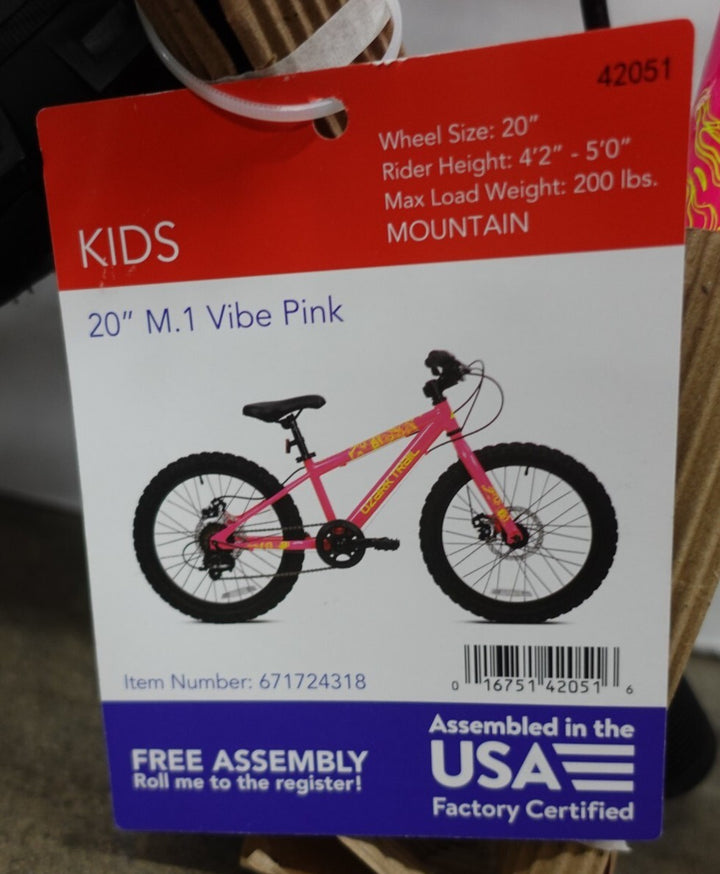 42051
Wheel Size: 20”
Rider Height: 4’2” - 5’0”
Max Load Weight: 200 lbs.
MOUNTAIN
KIDS
20” M.1 Vibe Pink
OZARK TRAIL
Item Number: 671724318
0 16751 42051 6
FREE ASSEMBLY
Roll me to the register!
Assembled in the
USA
Factory Certified